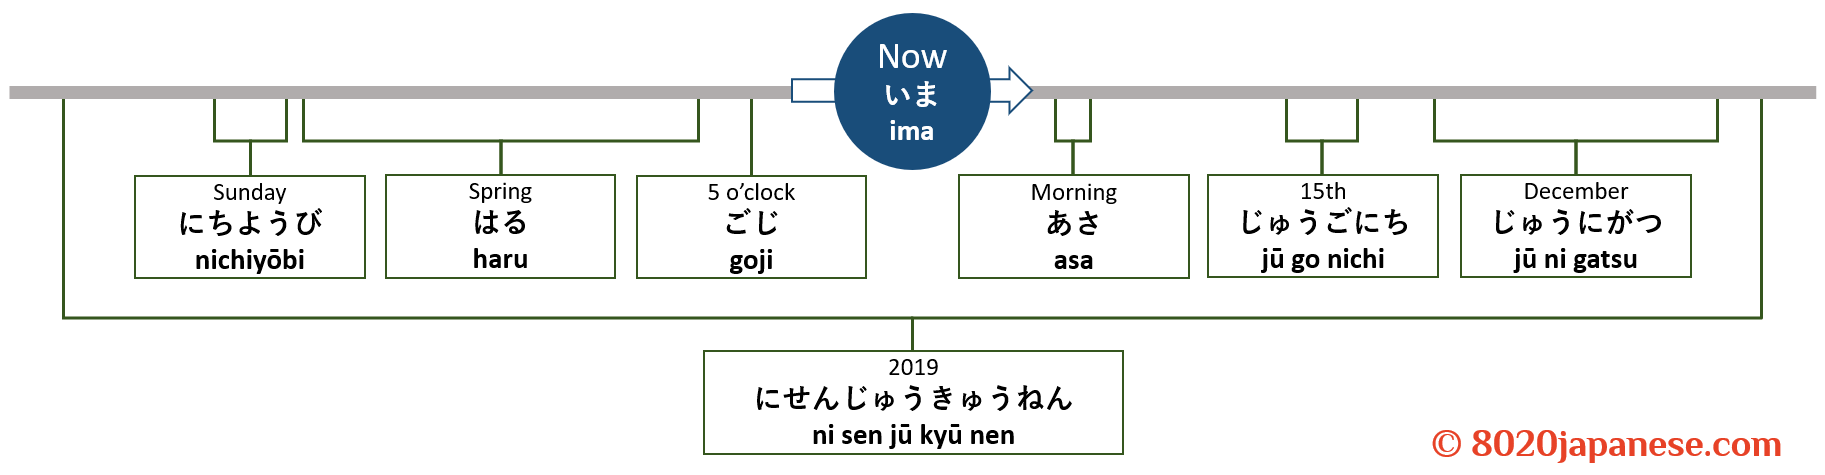 Now
いま
ima
Sunday
にちようび
nichiyōbi
Spring
はる
haru
5 o’clock
ごじ
goji
Morning
あさ
asa
15th
じゅうごにち
jū go nichi
December
じゅうにがつ
jū ni gatsu
2019
にせんじゅうきゅうねん
ni sen jū kyū nen
© 8020japanese.com